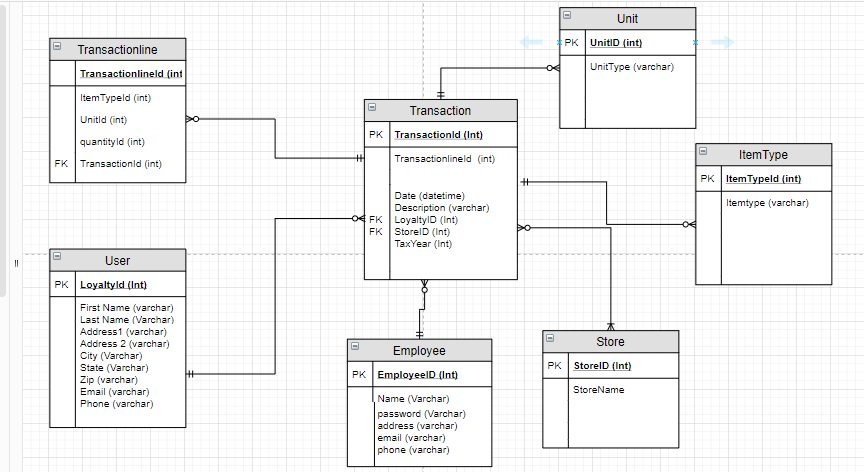 Transactionline
TransactionlineId (int
ItemTypeId (int)
UnitId (int)
quantityId (int)
FK TransactionId (int)
User
PK LoyaltyId (Int)
First Name (varchar)
Last Name (Varchar)
Address1 (varchar)
Address 2 (varchar)
City (Varchar)
State (Varchar)
Zip (varchar)
Email (varchar)
Phone (varchar)
Transaction
PK TransactionId (Int)
TransactionlineId (int)
Date (datetime)
Description (varchar)
FK LoyaltyID (Int)
FK StoreID (Int)
TaxYear (Int)
Employee
PK EmployeeID (Int)
Name (Varchar)
password (Varchar)
address (varchar)
email (varchar)
phone (varchar)
Unit
PK UnitID (int)
UnitType (varchar)
ItemType
PK ItemTypeId (int)
Itemtype (varchar)
Store
PK StoreID (Int)
StoreName